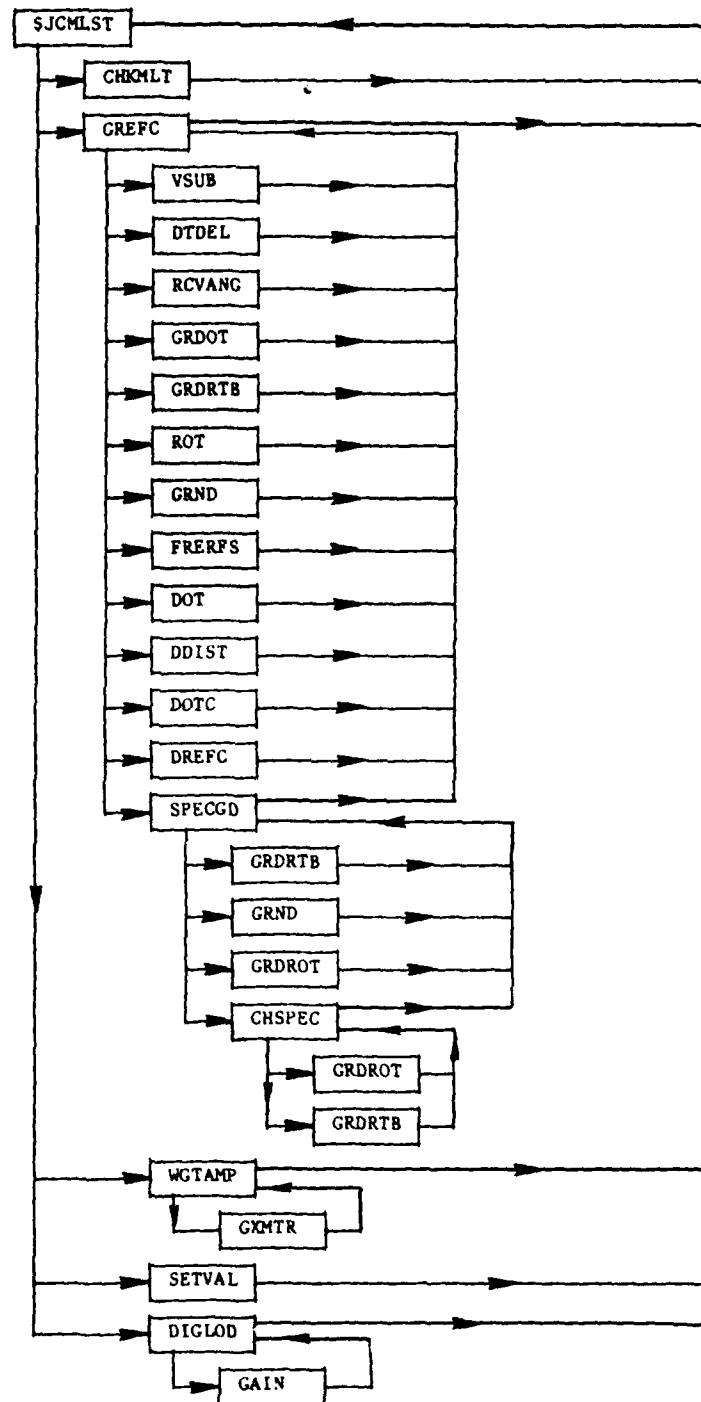 $JCMLST
CHKMLT
GREFC
VSUB
DTDEL
RCVANG
GRDOT
GRDRTB
ROT
GRND
FRERFS
DOT
DDIST
DOTC
DREFC
SPECGD
GRDRTB
GRND
GRDROT
CHSPEC
GRDROT
GRDRTB
WGTAMP
GXMTR
SETVAL
DIGLOD
GAIN